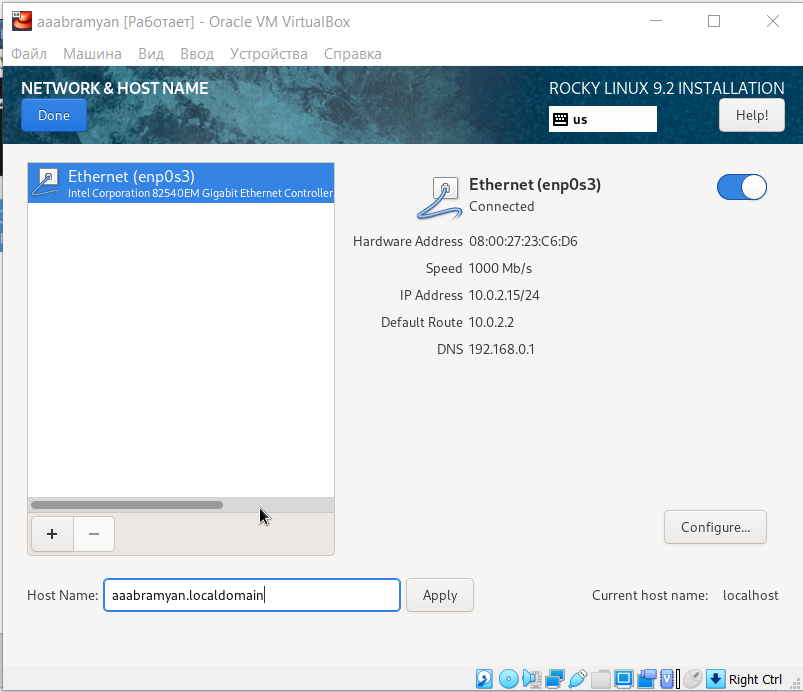 aaabramyan [Работает] - Oracle VM VirtualBox
Файл Машина Вид Ввод Устройства Справка
NETWORK & HOST NAME
ROCKY LINUX 9.2 INSTALLATION
Done
us
Help!
Ethernet (enp0s3)
Intel Corporation 82540EM Gigabit Ethernet Controller
Ethernet (enp0s3)
Connected
Hardware Address 08:00:27:23:C6:D6
Speed 1000 Mb/s
IP Address 10.0.2.15/24
Default Route 10.0.2.2
DNS 192.168.0.1
+ −
Configure...
Host Name: aaabramyan.localdomain Apply
Current host name: localhost
Right Ctrl